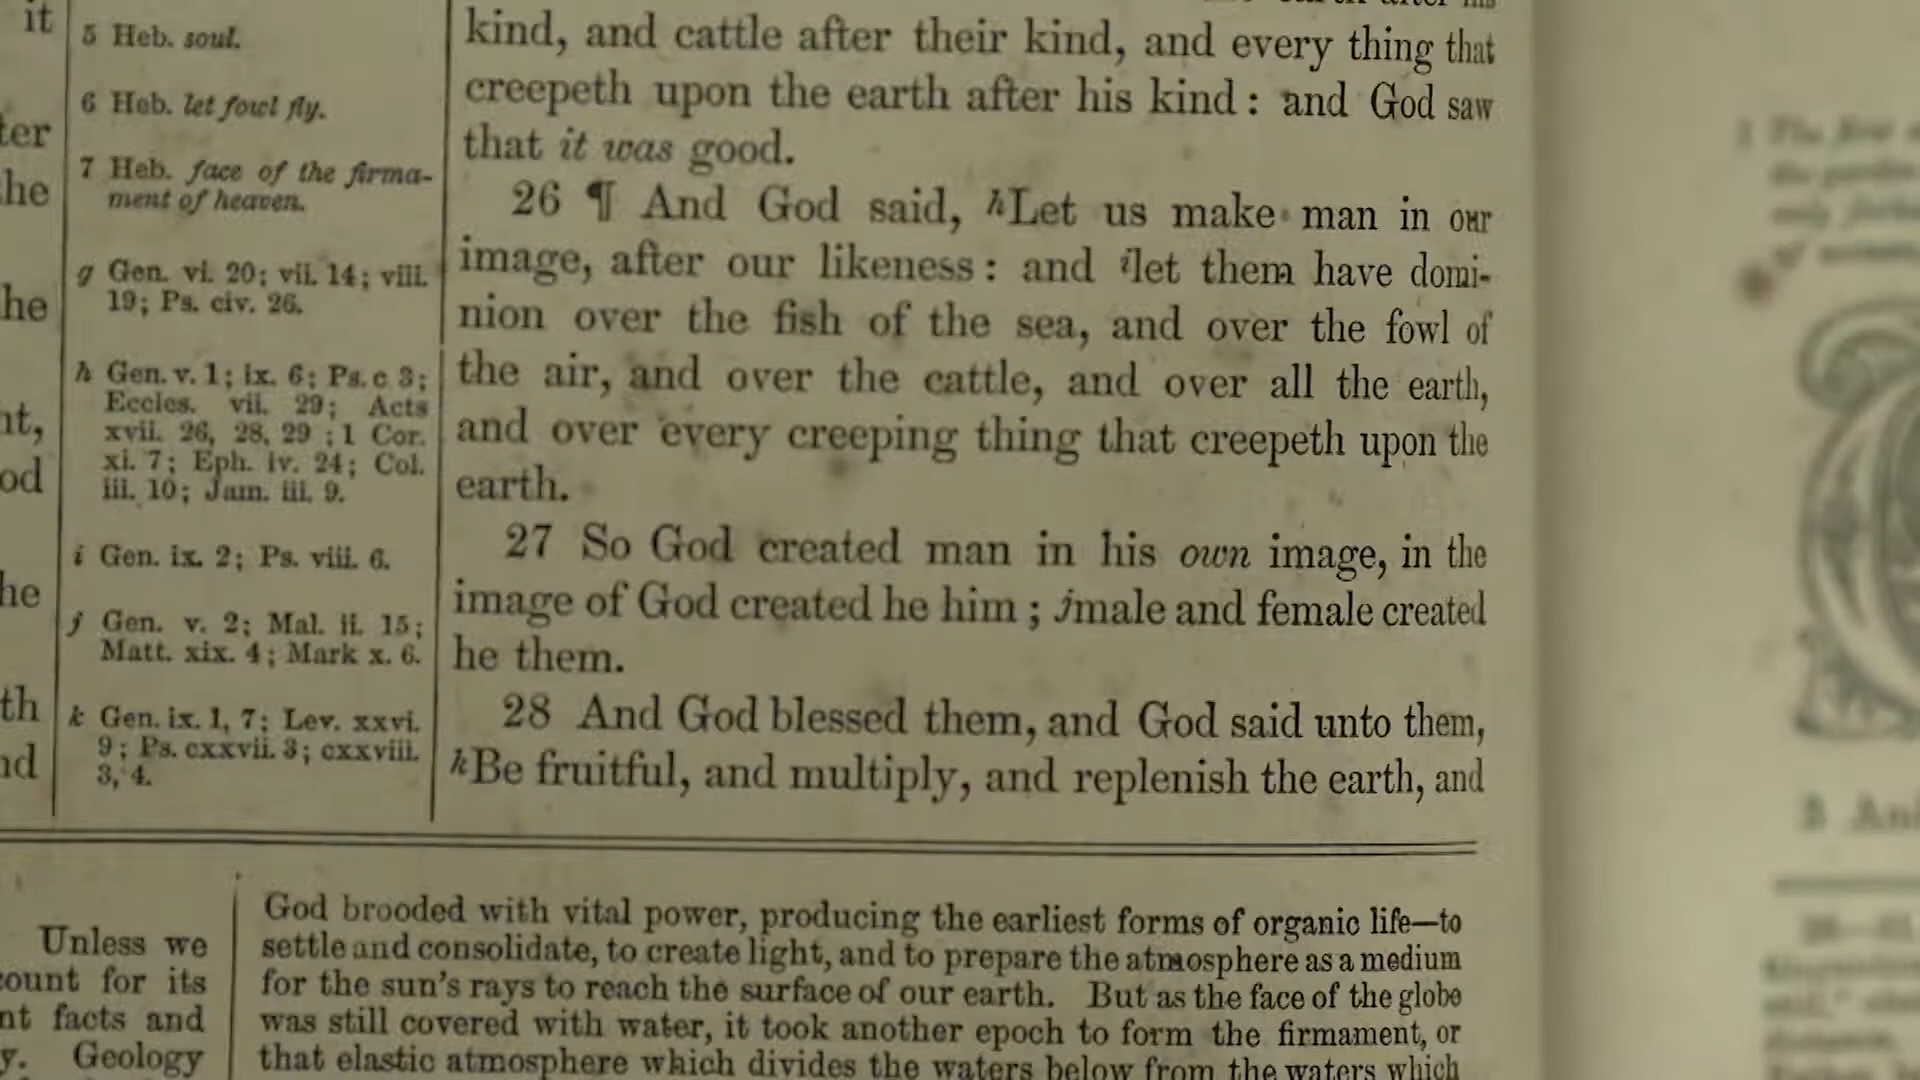 it
ter
he
he
nt,
od
he
th
nd
5 Heb. soul.
6 Heb. let fowl fly.
7 Heb. face of the firma-
ment of heaven.
g Gen. vi. 20; vii. 14; viii.
19; Ps. civ. 26.
h Gen. v. 1; ix. 6; Ps. c 3;
Eccles. vii. 29; Acts
xvii. 26, 28, 29 ; 1 Cor.
xi. 7; Eph. iv. 24; Col.
iii. 10; Jam. iii. 9.
i Gen. ix. 2; Ps. viii. 6.
j Gen. v. 2; Mal. ii. 15;
Matt. xix. 4; Mark x. 6.
k Gen. ix. 1, 7; Lev. xxvi.
9; Ps. cxxvii. 3; cxxviii.
3, 4.
kind, and cattle after their kind, and every thing that
creepeth upon the earth after his kind : and God saw
that it was good.
26 ¶ And God said, hLet us make man in our
image, after our likeness : and ilet them have domi-
nion over the fish of the sea, and over the fowl of
the air, and over the cattle, and over all the earth,
and over every creeping thing that creepeth upon the
earth.
27 So God created man in his own image, in the
image of God created he him ; jmale and female created
he them.
28 And God blessed them, and God said unto them,
kBe fruitful, and multiply, and replenish the earth, and
Unless we
count for its
nt facts and
y. Geology
God brooded with vital power, producing the earliest forms of organic life—to
settle and consolidate, to create light, and to prepare the atmosphere as a medium
for the sun's rays to reach the surface of our earth. But as the face of the globe
was still covered with water, it took another epoch to form the firmament, or
that elastic atmosphere which divides the waters below from the waters which